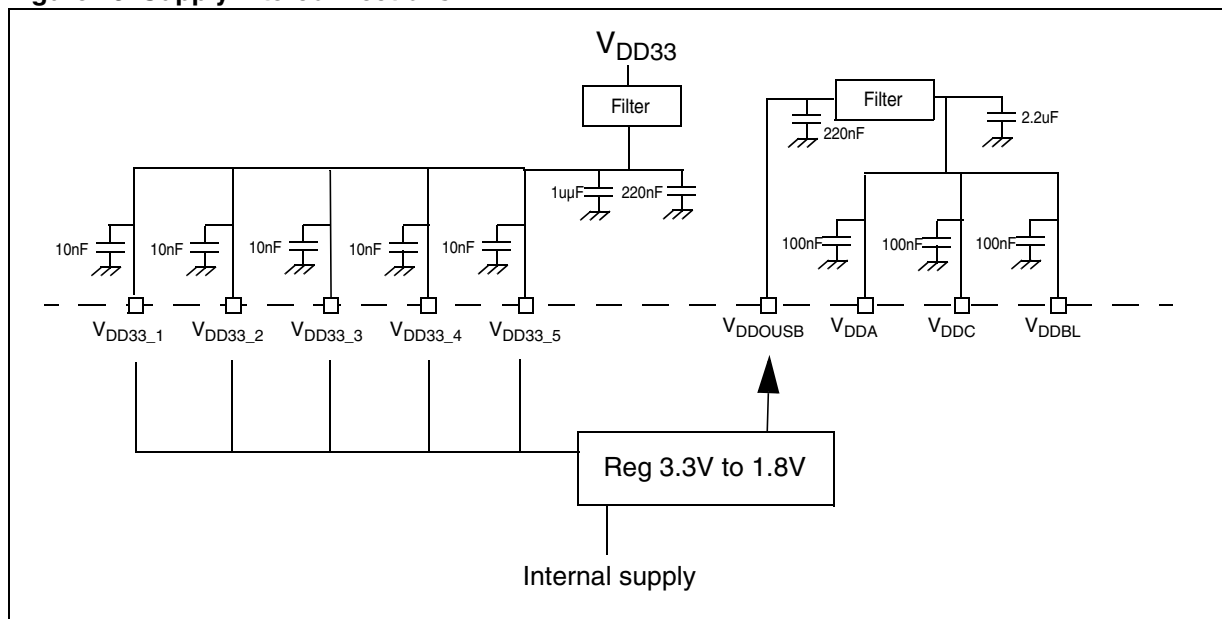 V_DD33
Filter
Filter
220nF
2.2uF
1uµF
220nF
10nF
10nF
10nF
10nF
10nF
100nF
100nF
100nF
V_DD33_1
V_DD33_2
V_DD33_3
V_DD33_4
V_DD33_5
V_DDOUSB
V_DDA
V_DDC
V_DDBL
Reg 3.3V to 1.8V
Internal supply